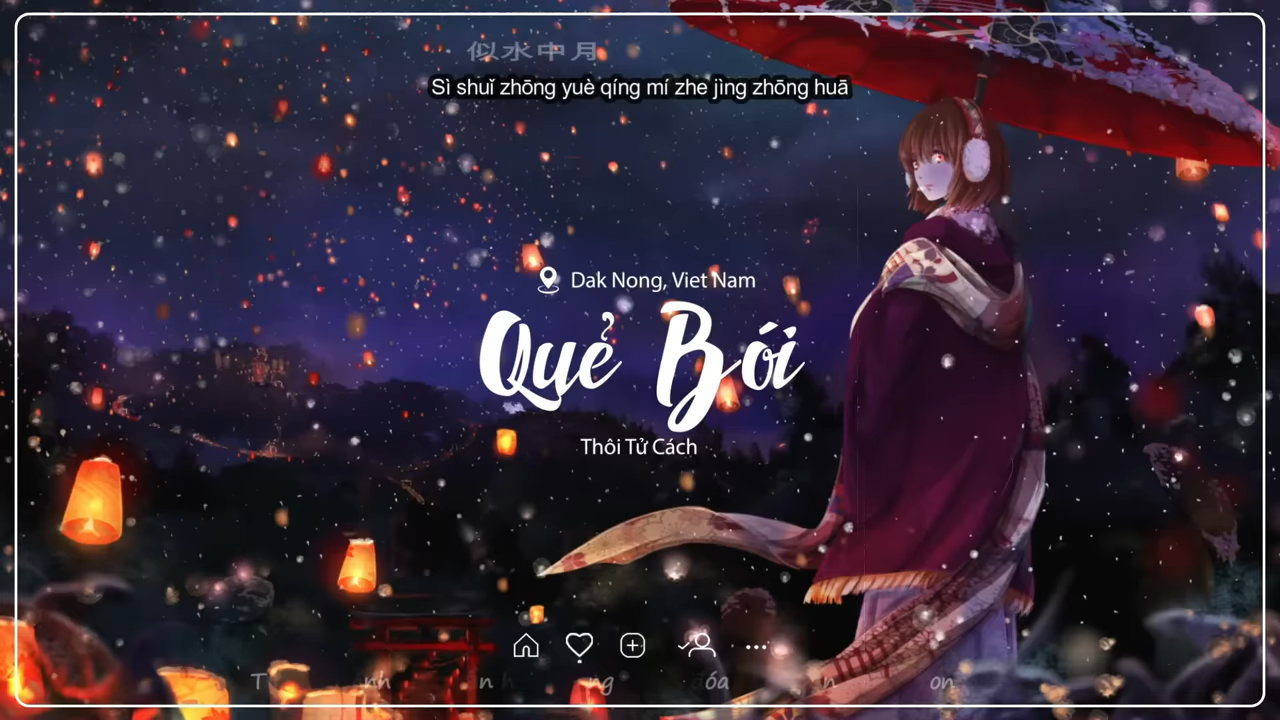 似水中月
Sì shuǐ zhōng yuè qíng mí zhe jìng zhōng huā
Dak Nong, Viet Nam
Quẻ Bói
Thôi Tử Cách